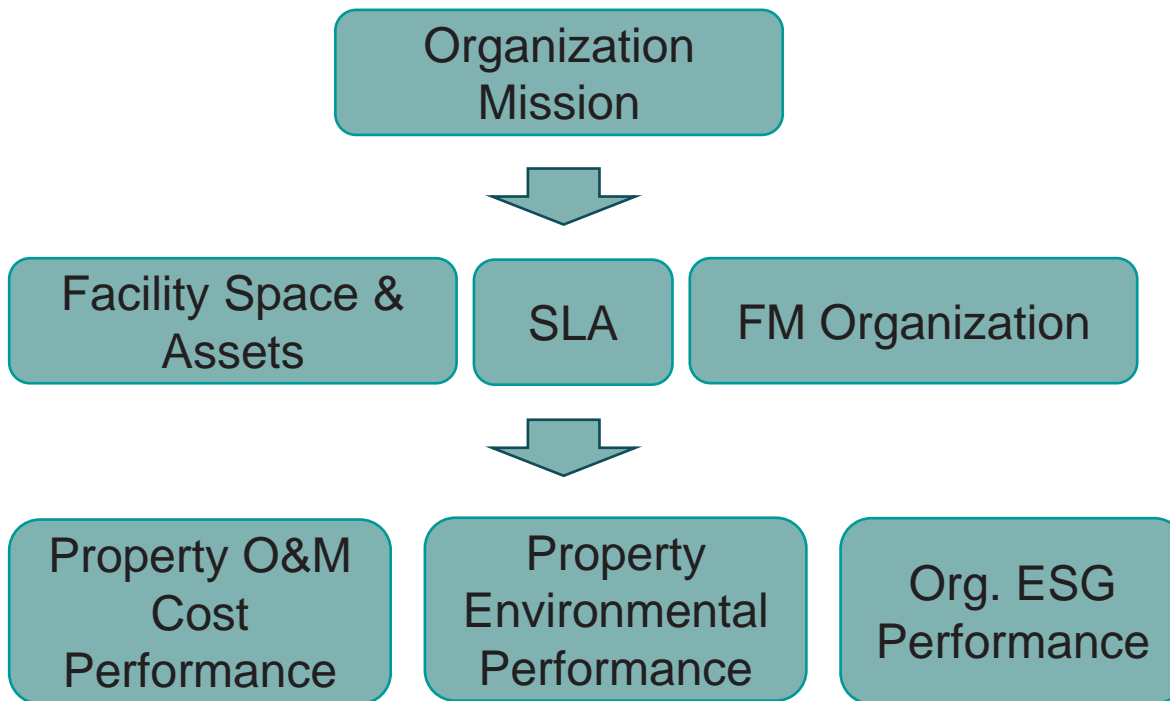 Organization
Mission
Facility Space &
Assets
SLA
FM Organization
Property O&M
Cost
Performance
Property
Environmental
Performance
Org. ESG
Performance